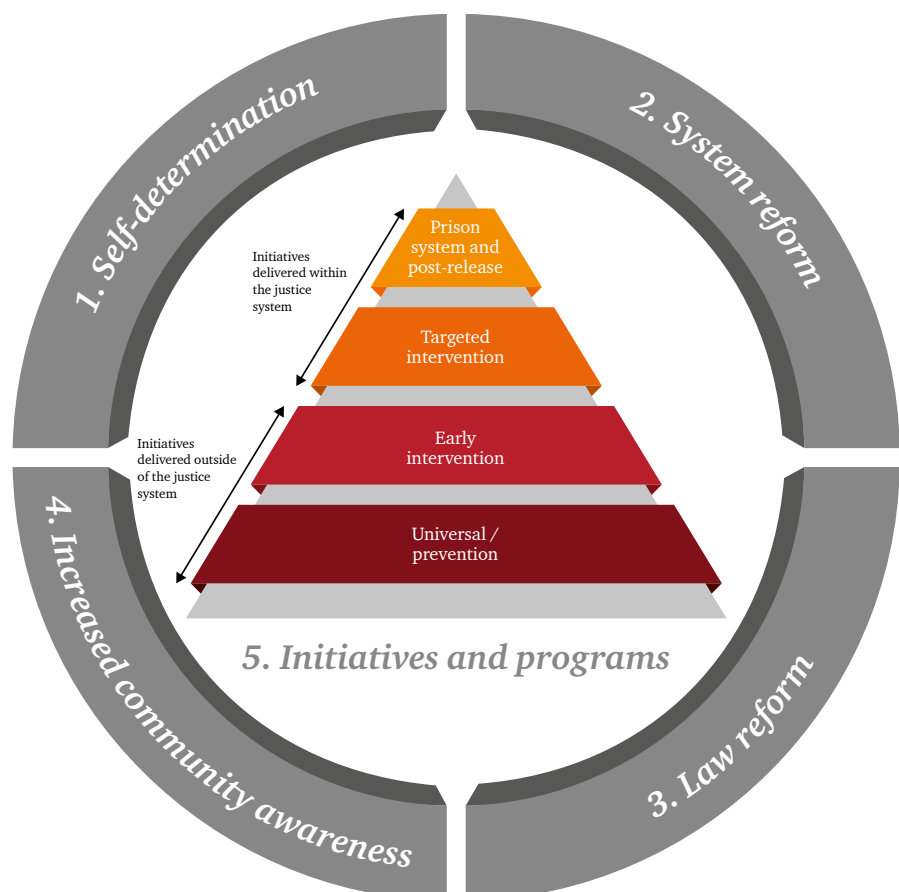 1. Self-determination
2. System reform
Prison
system and
post-release
Initiatives
delivered within
the justice
system
Targeted
intervention
Early
intervention
Initiatives
delivered outside
of the justice
system
Universal /
prevention
5. Initiatives and programs
4. Increased community awareness
3. Law reform